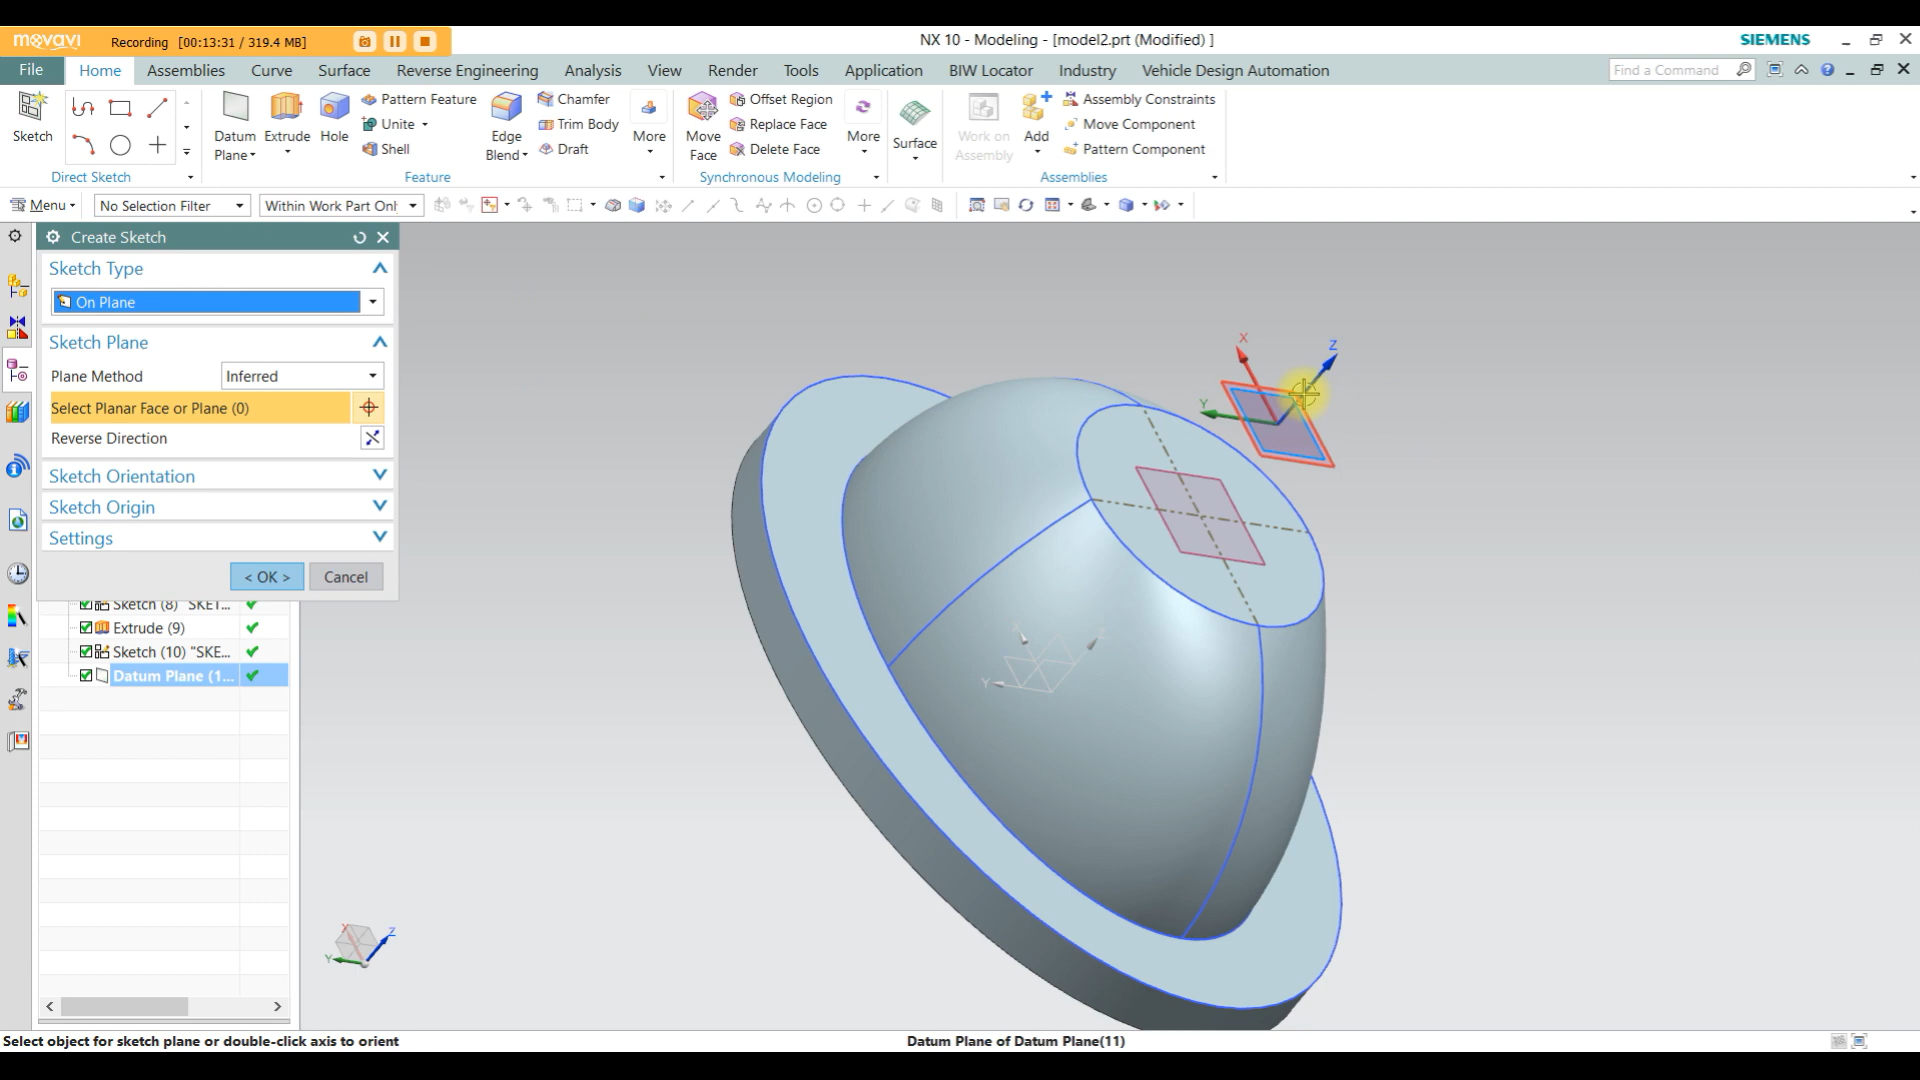 movavi Recording [00:13:31 / 319.4 MB]
NX 10 - Modeling - [model2.prt (Modified) ]
SIEMENS
File Home Assemblies Curve Surface Reverse Engineering Analysis View Render Tools Application BIW Locator Industry Vehicle Design Automation
Find a Command
Sketch
Direct Sketch
Datum Plane
Extrude
Hole
Pattern Feature
Unite
Shell
Edge Blend
Chamfer
Trim Body
Draft
More
Feature
Move Face
Offset Region
Replace Face
Delete Face
More
Synchronous Modeling
Surface
Work on Assembly
Add
Assembly Constraints
Move Component
Pattern Component
Assemblies
Menu
No Selection Filter
Within Work Part Onl
Create Sketch
Sketch Type
On Plane
Sketch Plane
Plane Method
Inferred
Select Planar Face or Plane (0)
Reverse Direction
Sketch Orientation
Sketch Origin
Settings
< OK >
Cancel
Sketch (8) "SKET...
Extrude (9)
Sketch (10) "SKE...
Datum Plane (1...
X
Z
Y
X
Z
Y
X
Z
Y
Select object for sketch plane or double-click axis to orient
Datum Plane of Datum Plane(11)